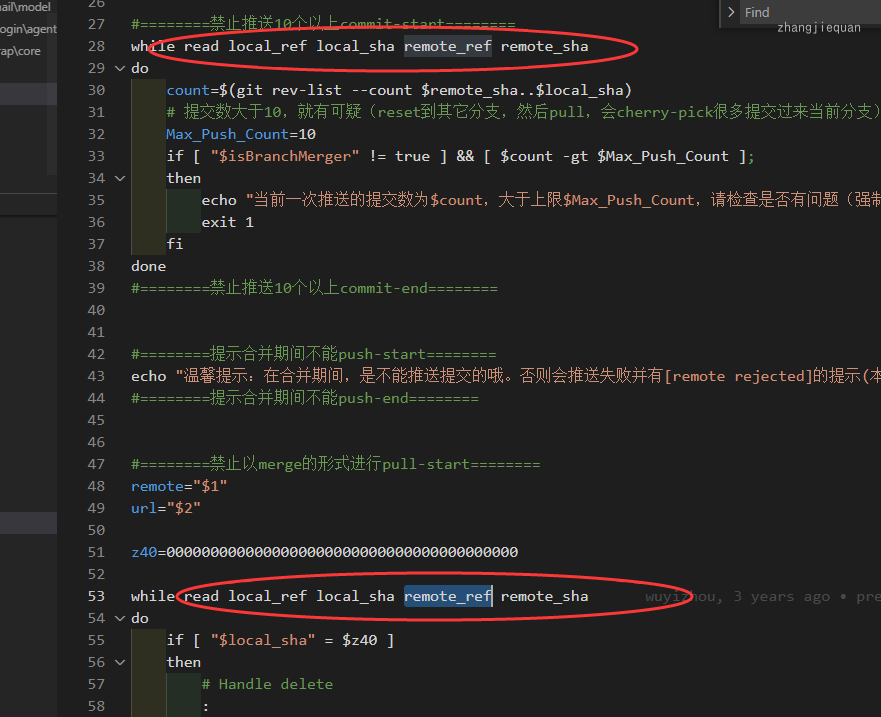 ail\model
ogin\agent
ap\core
Find
zhangjiequan
26
27 #========禁止推送10个以上commit-start========
28 while read local_ref local_sha remote_ref remote_sha
29 do
30 count=$(git rev-list --count $remote_sha..$local_sha)
31 # 提交数大于10，就有可疑（reset到其它分支，然后pull，会cherry-pick很多提交过来当前分支）
32 Max_Push_Count=10
33 if [ "$isBranchMerger" != true ] && [ $count -gt $Max_Push_Count ];
34 then
35 echo "当前一次推送的提交数为$count，大于上限$Max_Push_Count，请检查是否有问题（强制
36 exit 1
37 fi
38 done
39 #========禁止推送10个以上commit-end========
40
41
42 #========提示合并期间不能push-start========
43 echo "温馨提示：在合并期间，是不能推送提交的哦。否则会推送失败并有[remote rejected]的提示(本
44 #========提示合并期间不能push-end========
45
46
47 #========禁止以merge的形式进行pull-start========
48 remote="$1"
49 url="$2"
50
51 z40=0000000000000000000000000000000000000000
52
53 while read local_ref local_sha remote_ref remote_sha wuyizhou, 3 years ago • pre
54 do
55 if [ "$local_sha" = $z40 ]
56 then
57 # Handle delete
58 :